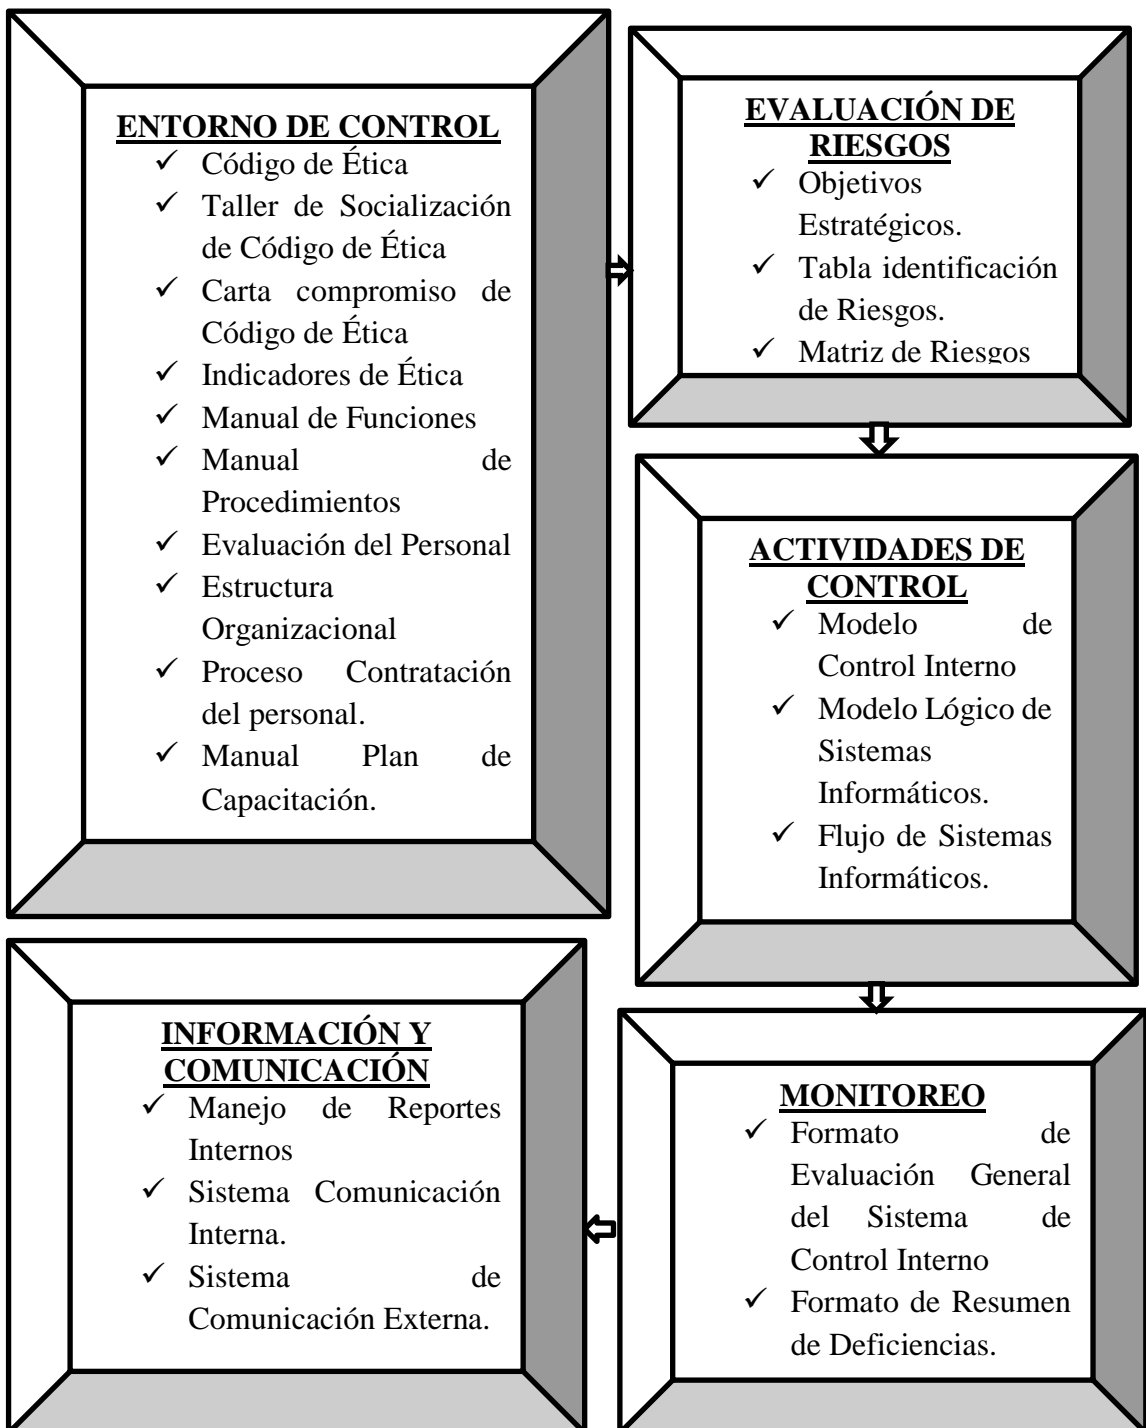 ENTORNO DE CONTROL
✓ Código de Ética
✓ Taller de Socialización
de Código de Ética
✓ Carta compromiso de
Código de Ética
✓ Indicadores de Ética
✓ Manual de Funciones
✓ Manual de
Procedimientos
✓ Evaluación del Personal
✓ Estructura
Organizacional
✓ Proceso Contratación
del personal.
✓ Manual Plan de
Capacitación.
EVALUACIÓN DE
RIESGOS
✓ Objetivos
Estratégicos.
✓ Tabla identificación
de Riesgos.
✓ Matriz de Riesgos
ACTIVIDADES DE
CONTROL
✓ Modelo de
Control Interno
✓ Modelo Lógico de
Sistemas
Informáticos.
✓ Flujo de Sistemas
Informáticos.
MONITOREO
✓ Formato de
Evaluación General
del Sistema de
Control Interno
✓ Formato de Resumen
de Deficiencias.
INFORMACIÓN Y
COMUNICACIÓN
✓ Manejo de Reportes
Internos
✓ Sistema Comunicación
Interna.
✓ Sistema de
Comunicación Externa.